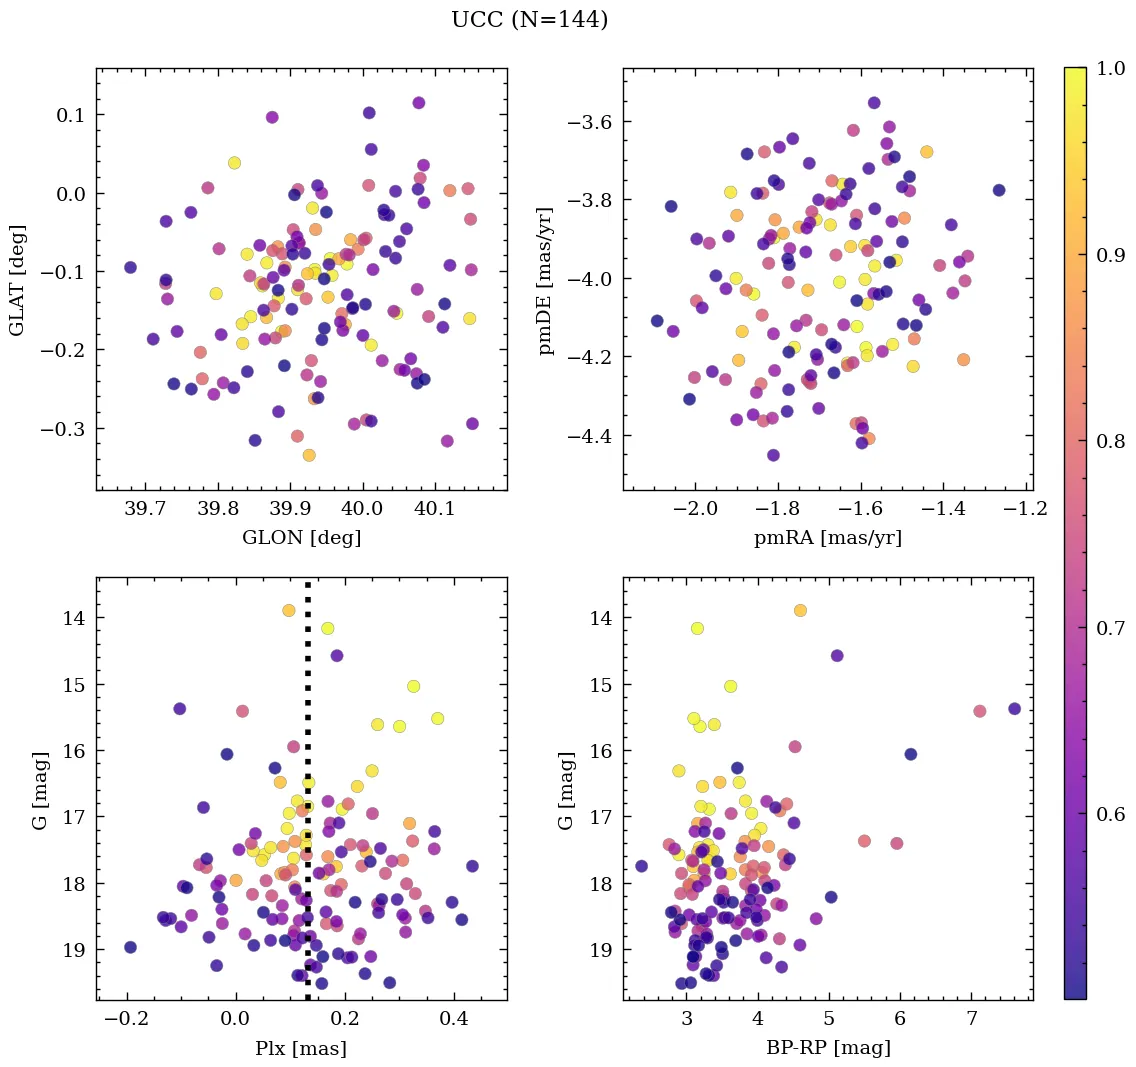 UCC (N=144)
0.1
0.0
−0.1
−0.2
−0.3
GLAT [deg]
39.7 39.8 39.9 40.0 40.1
GLON [deg]
−3.6
−3.8
−4.0
−4.2
−4.4
pmDE [mas/yr]
−2.0 −1.8 −1.6 −1.4 −1.2
pmRA [mas/yr]
14
15
16
17
18
19
G [mag]
−0.2 0.0 0.2 0.4
Plx [mas]
14
15
16
17
18
19
G [mag]
3 4 5 6 7
BP-RP [mag]
1.0
0.9
0.8
0.7
0.6